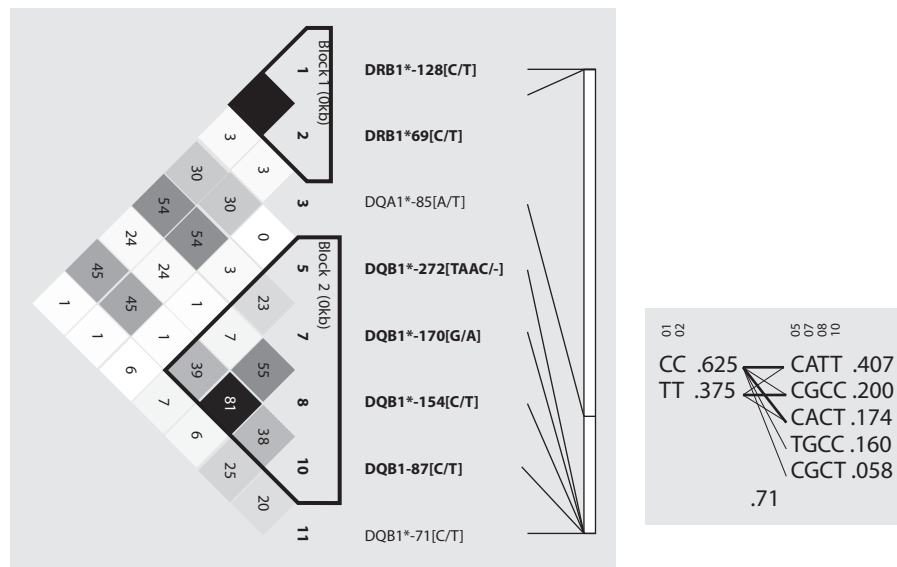 Block 1 (0kb)
1
2
3
Block 2 (0kb)
5
7
8
10
11
3
3
30
30
0
54
54
3
23
24
24
1
7
55
45
45
1
39
81
38
1
1
6
7
6
25
20
DRB1*-128[C/T]
DRB1*69[C/T]
DQA1*-85[A/T]
DQB1*-272[TAAC/-]
DQB1*-170[G/A]
DQB1*-154[C/T]
DQB1-87[C/T]
DQB1*-71[C/T]
01
02
05
07
08
10
CC .625
TT .375
CATT .407
CGCC .200
CACT .174
TGCC .160
CGCT .058
.71